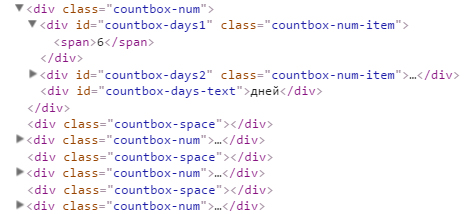 ▼<div class="countbox-num">
▼<div id="countbox-days1" class="countbox-num-item">
<span>6</span>
</div>
▶<div id="countbox-days2" class="countbox-num-item">…</div>
<div id="countbox-days-text">дней</div>
</div>
<div class="countbox-space"></div>
▶<div class="countbox-num">…</div>
<div class="countbox-space"></div>
▶<div class="countbox-num">…</div>
<div class="countbox-space"></div>
▶<div class="countbox-num">…</div>